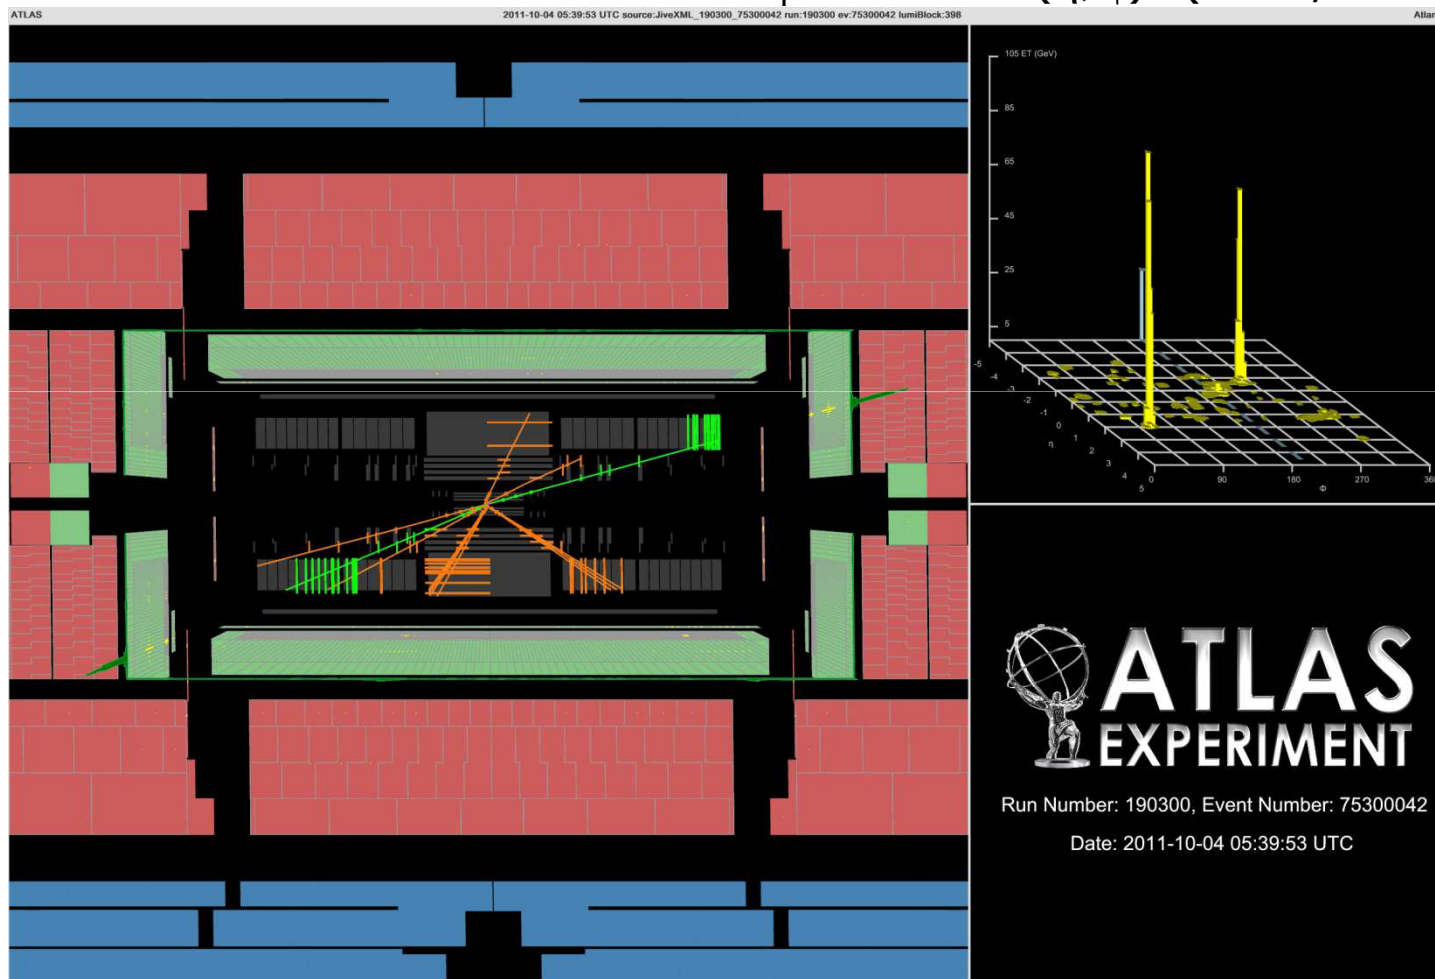 ATLAS 2011-10-04 05:39:53 UTC source:JiveXML_190300_75300042 run:190300 ev:75300042 lumiBlock:398
105 ET (GeV)
85
65
45
25
5
-5
-4
-3
-2
-1
0
1
2
3
4
5
η
0 90 180 270
Φ
ATLAS
EXPERIMENT
Run Number: 190300, Event Number: 75300042
Date: 2011-10-04 05:39:53 UTC